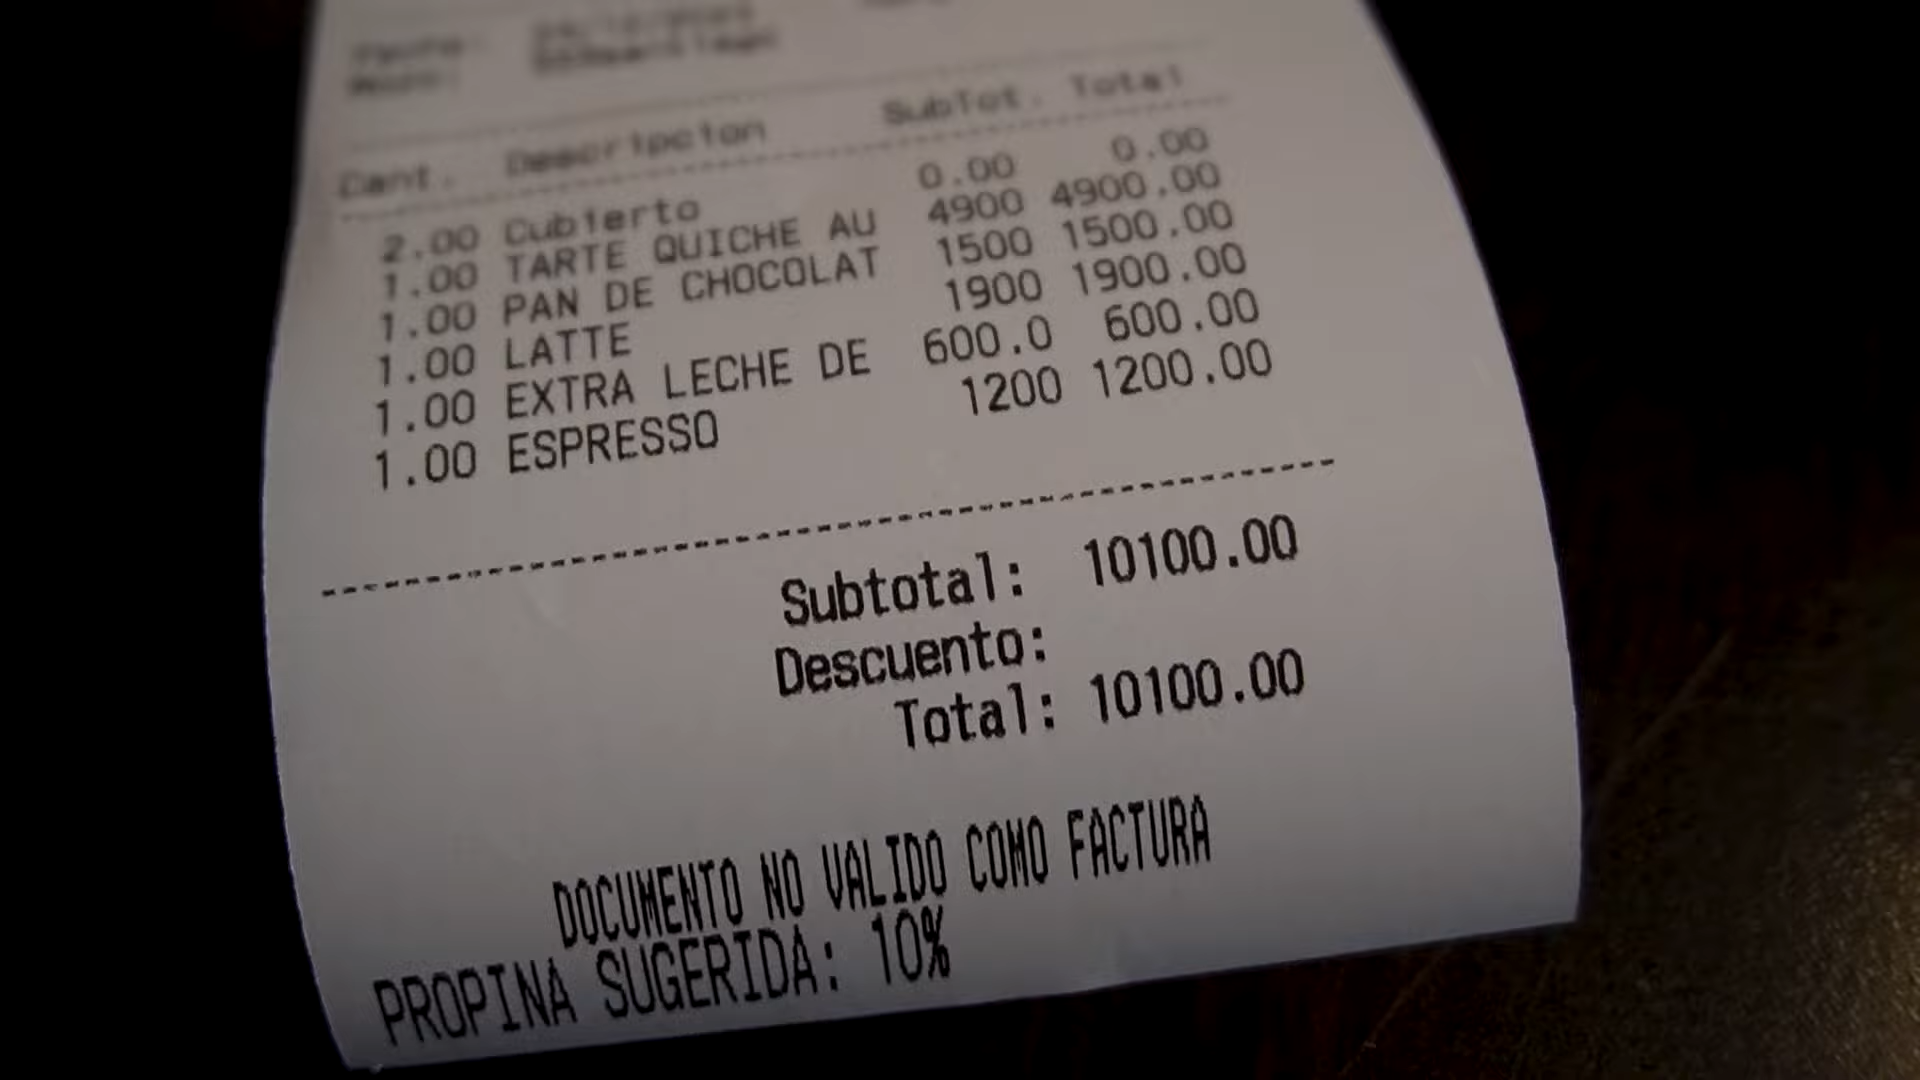 Fecha:
Mozo:
Cant. Descripcion SubTot. Total
2.00 Cubierto 0.00 0.00
1.00 TARTE QUICHE AU 4900 4900.00
1.00 PAN DE CHOCOLAT 1500 1500.00
1.00 LATTE 1900 1900.00
1.00 EXTRA LECHE DE 600.0 600.00
1.00 ESPRESSO 1200 1200.00
Subtotal: 10100.00
Descuento:
Total: 10100.00
DOCUMENTO NO VALIDO COMO FACTURA
PROPINA SUGERIDA: 10%